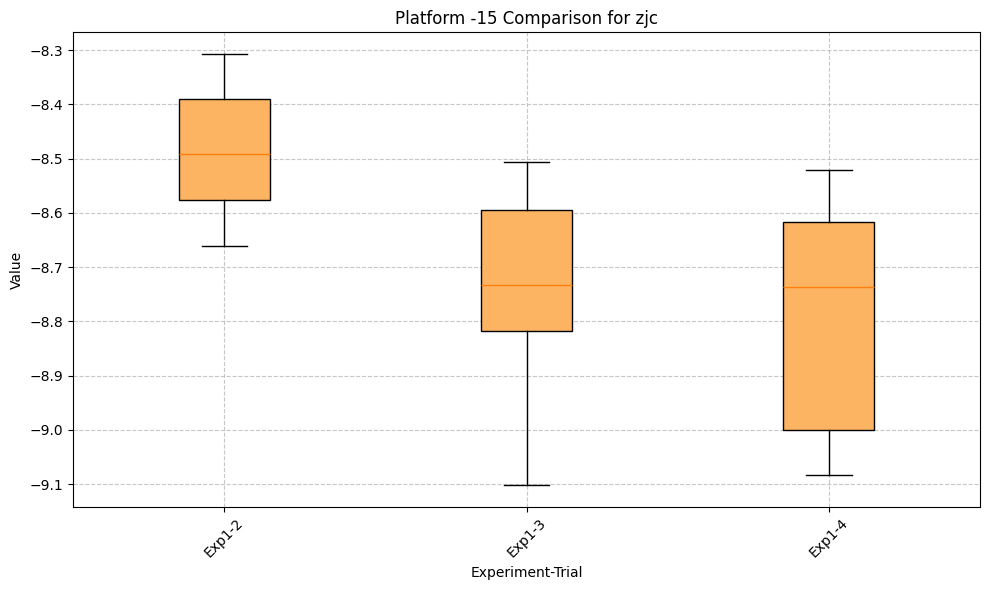 Platform -15 Comparison for zjc
−8.3
−8.4
−8.5
−8.6
−8.7
−8.8
−8.9
−9.0
−9.1
Value
Exp1-2
Exp1-3
Exp1-4
Experiment-Trial